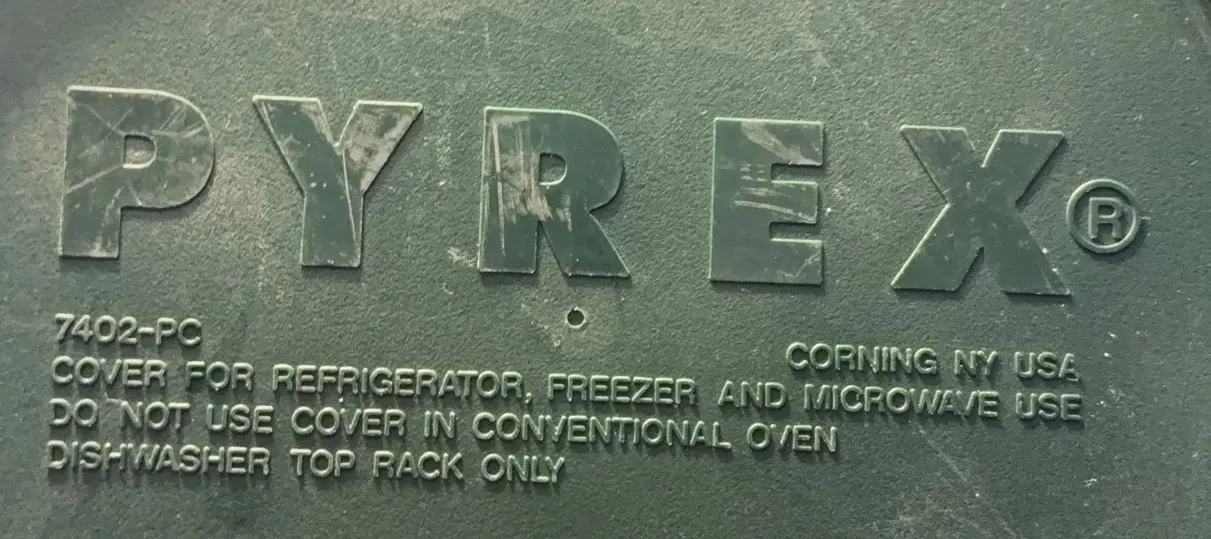 PYREX®
7402-PC
CORNING NY USA
COVER FOR REFRIGERATOR, FREEZER AND MICROWAVE USE
DO NOT USE COVER IN CONVENTIONAL OVEN
DISHWASHER TOP RACK ONLY